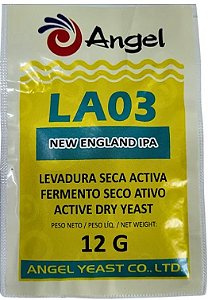 Angel
LA03
NEW ENGLAND IPA
LEVADURA SECA ACTIVA
FERMENTO SECO ATIVO
ACTIVE DRY YEAST
PESO NETO / PESO LÍQ. / NET WEIGHT:
12 G
ANGEL YEAST CO., LTD.